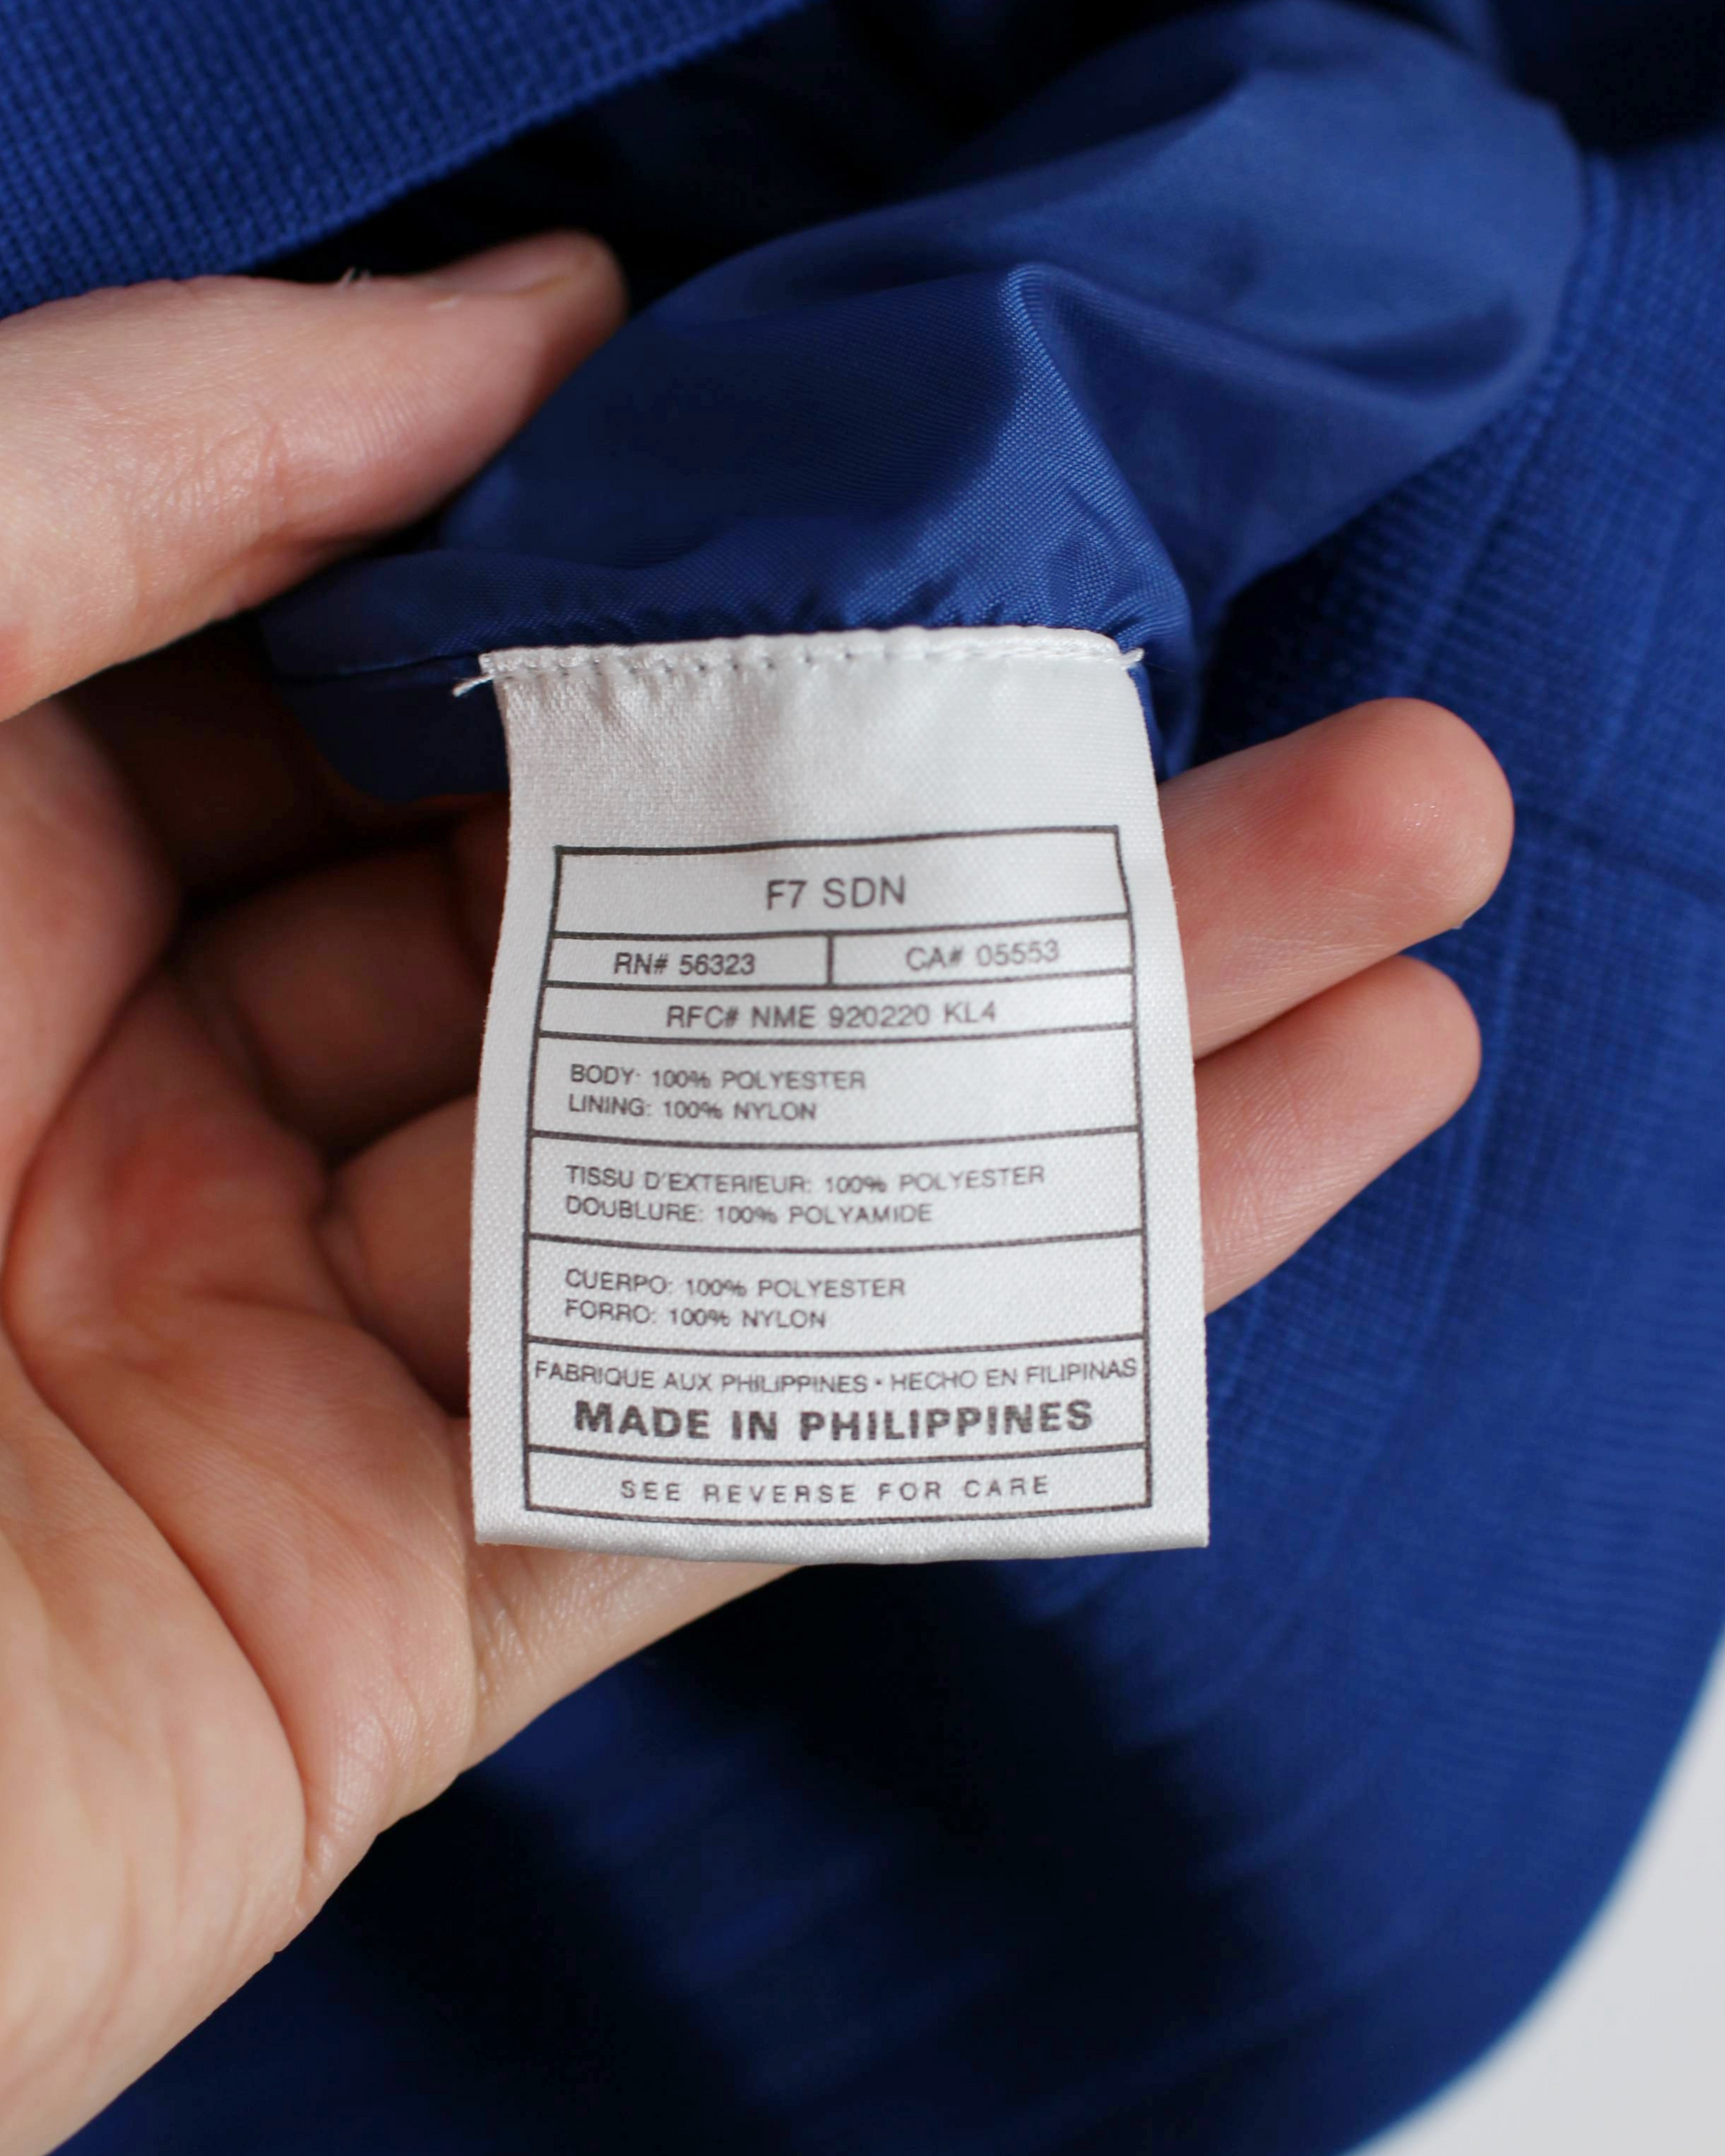 F7 SDN
RN# 56323 CA# 05553
RFC# NME 920220 KL4
BODY: 100% POLYESTER
LINING: 100% NYLON
TISSU D'EXTERIEUR: 100% POLYESTER
DOUBLURE: 100% POLYAMIDE
CUERPO: 100% POLYESTER
FORRO: 100% NYLON
FABRIQUE AUX PHILIPPINES • HECHO EN FILIPINAS
MADE IN PHILIPPINES
SEE REVERSE FOR CARE